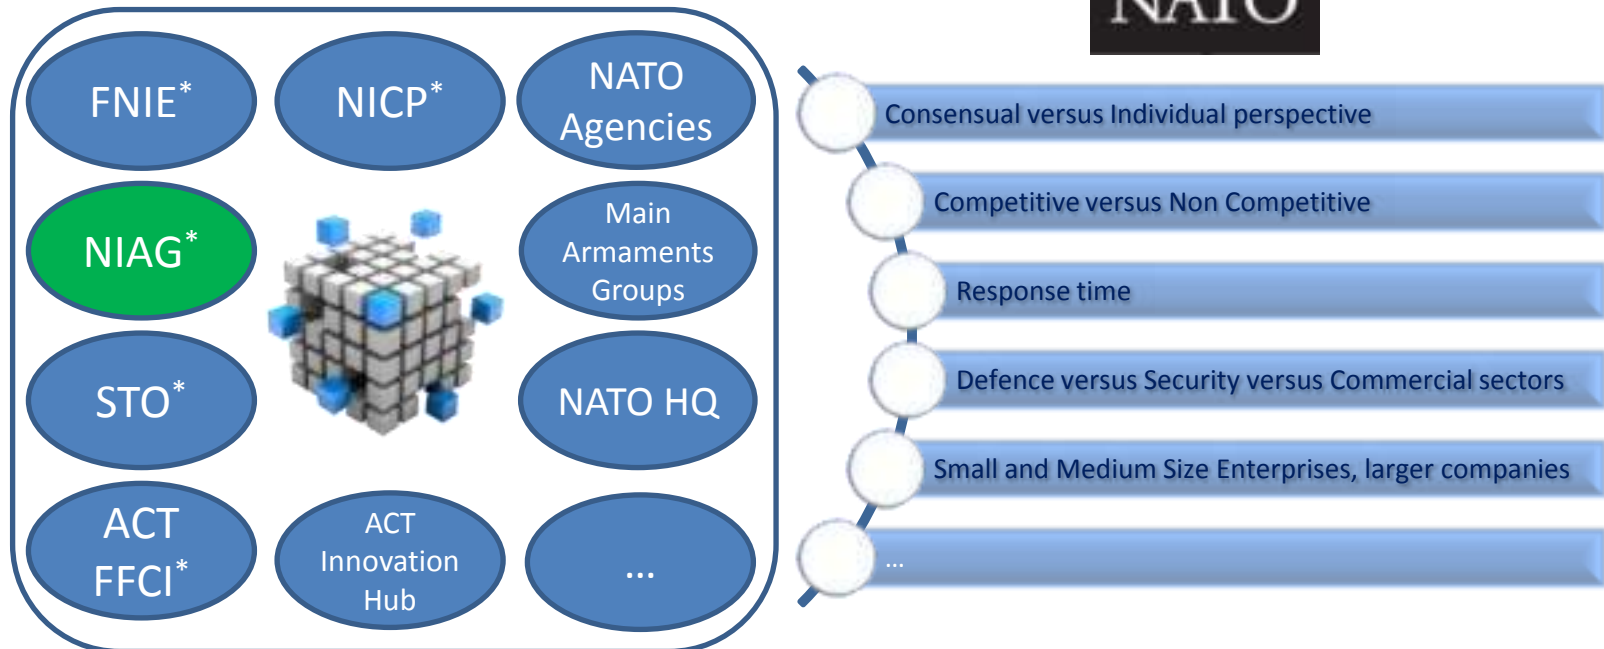 NATO
FNIE*
NICP*
NATO
Agencies
NIAG*
Main
Armaments
Groups
STO*
NATO HQ
ACT
FFCI*
ACT
Innovation
Hub
...
Consensual versus Individual perspective
Competitive versus Non Competitive
Response time
Defence versus Security versus Commercial sectors
Small and Medium Size Enterprises, larger companies
...